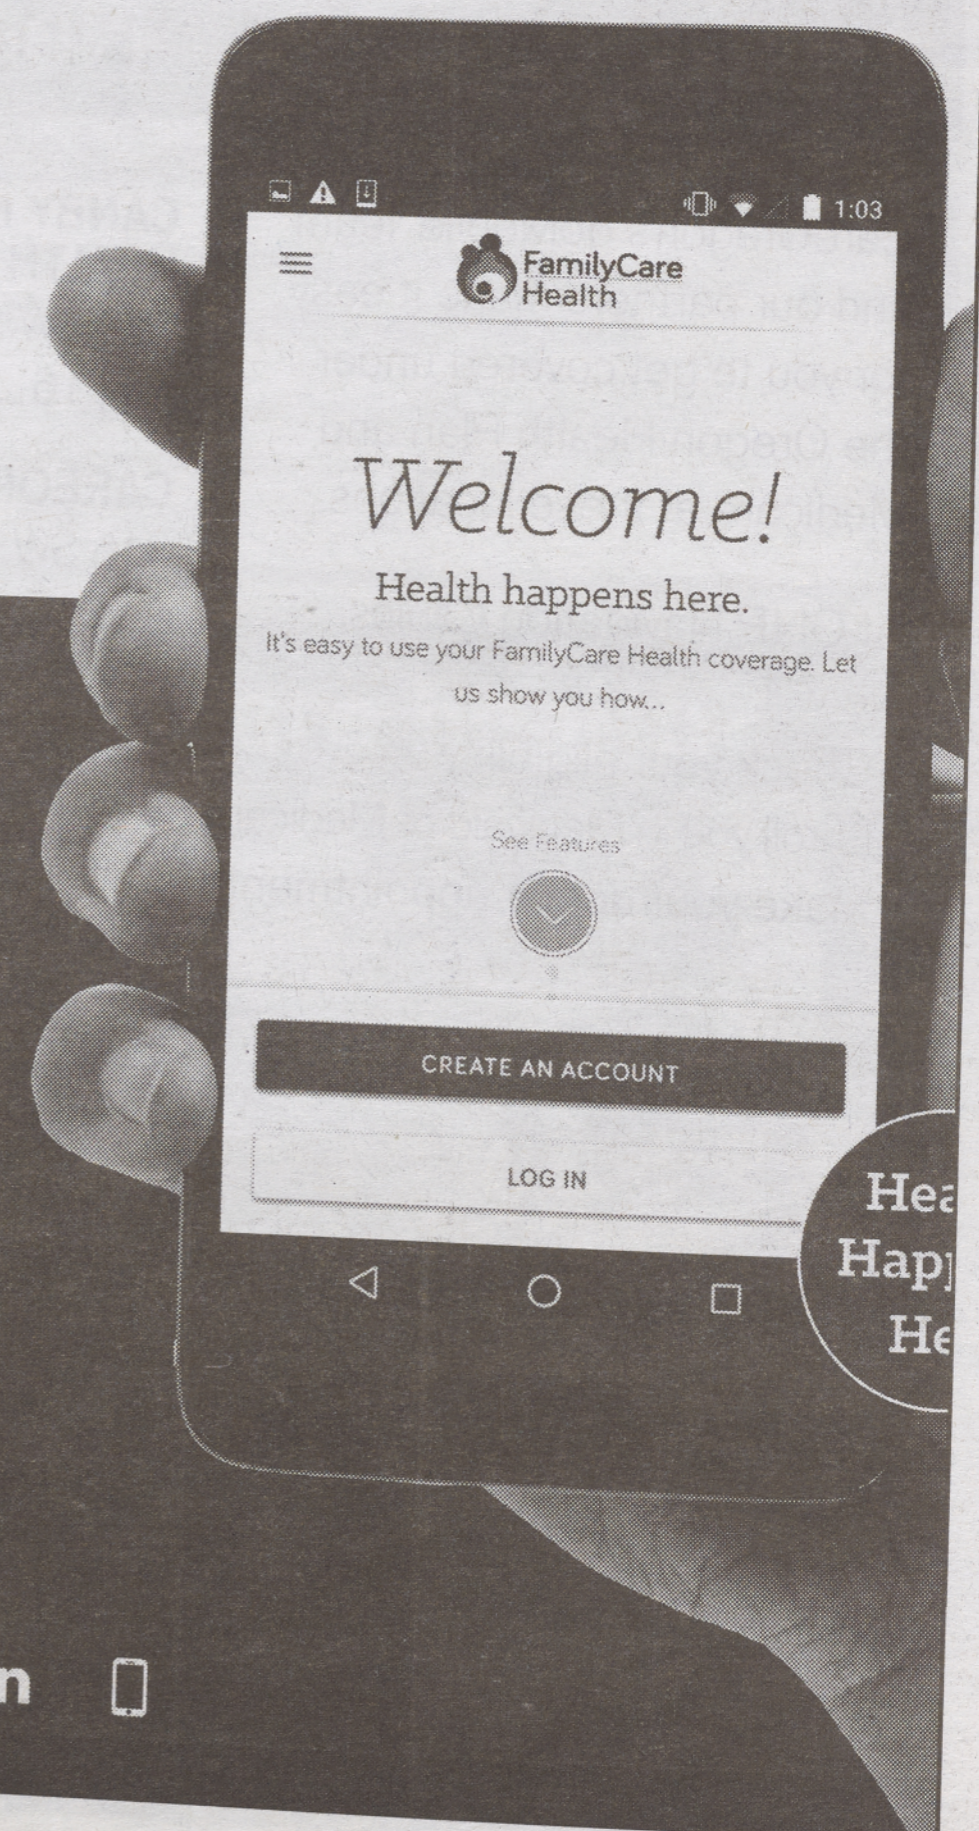 1:03
FamilyCare
Health
Welcome!
Health happens here.
It's easy to use your FamilyCare Health coverage. Let
us show you how...
See Features
CREATE AN ACCOUNT
LOG IN
Hea
Happ
He
n